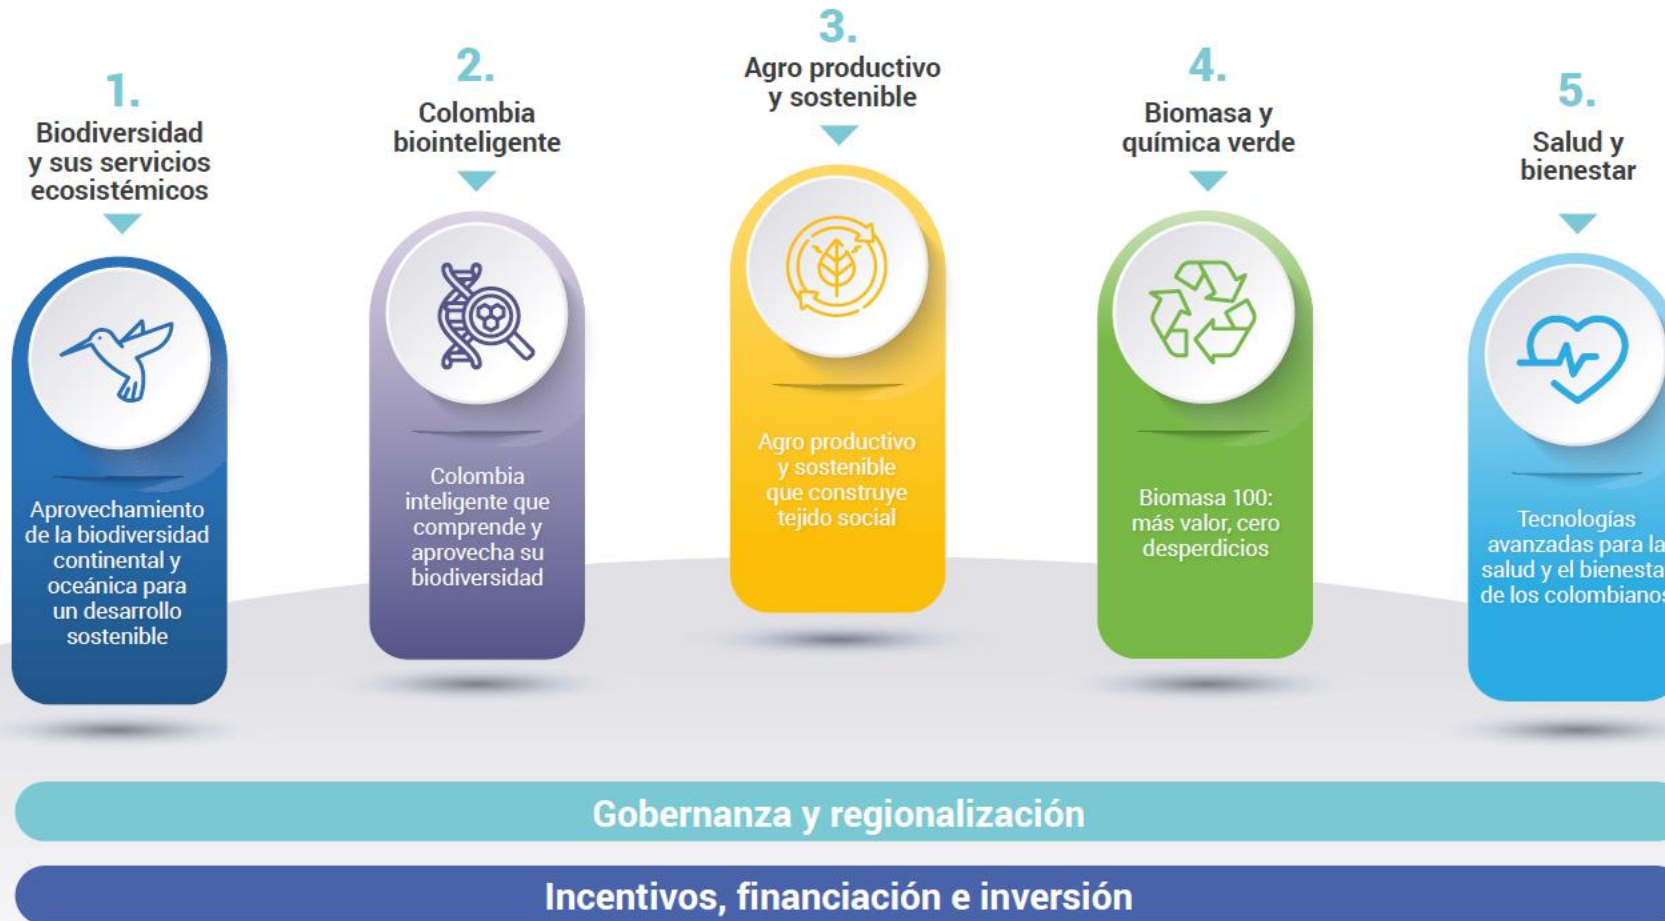 1.
Biodiversidad
y sus servicios
ecosistémicos
Aprovechamiento
de la biodiversidad
continental y
oceánica para
un desarrollo
sostenible
2.
Colombia
biointeligente
Colombia
inteligente que
comprende y
aprovecha su
biodiversidad
3.
Agro productivo
y sostenible
Agro productivo
y sostenible
que construye
tejido social
4.
Biomasa y
química verde
Biomasa 100:
más valor, cero
desperdicios
5.
Salud y
bienestar
Tecnologías
avanzadas para la
salud y el bienesta
de los colombianos
Gobernanza y regionalización
Incentivos, financiación e inversión